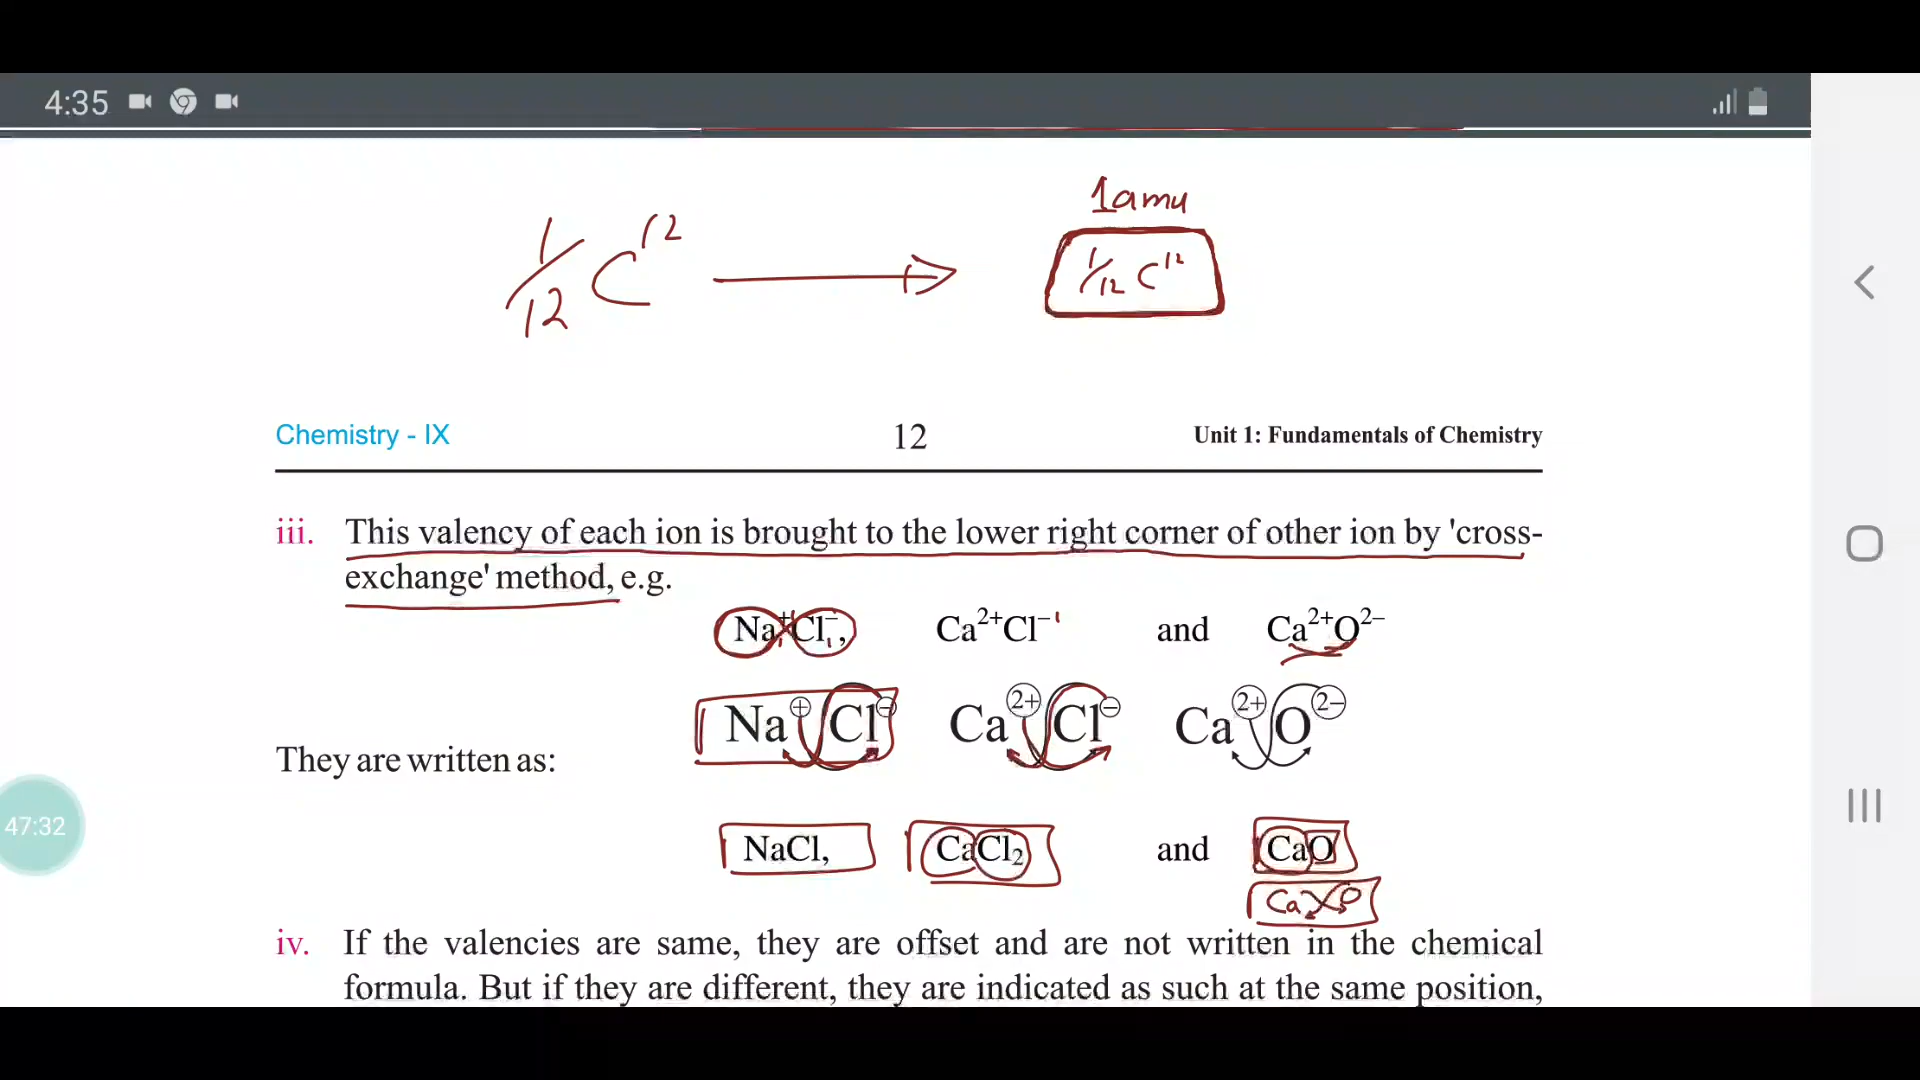 4:35
1amu
1/12 C¹² 1/12 C¹²
Chemistry - IX 12 Unit 1: Fundamentals of Chemistry
iii. This valency of each ion is brought to the lower right corner of other ion by 'cross-
exchange' method, e.g.
Na⁺Cl⁻, Ca²⁺Cl⁻¹ and Ca²⁺O²⁻
Na⁺ Cl⁻ Ca²⁺ Cl⁻ Ca²⁺ O²⁻
They are written as:
47:32
NaCl, CaCl₂ and CaO
Ca O
iv. If the valencies are same, they are offset and are not written in the chemical
formula. But if they are different, they are indicated as such at the same position,